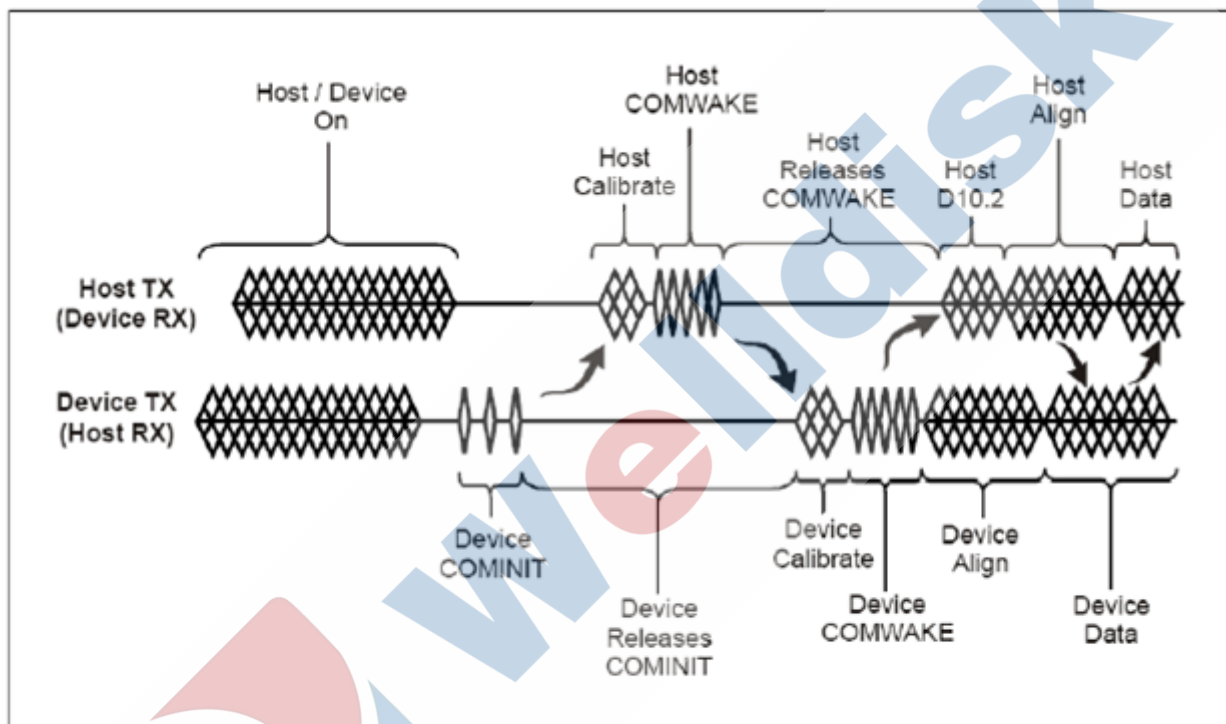 Host / Device
On
Host
COMWAKE
Host
Calibrate
Host
Releases
COMWAKE
Host
D10.2
Host
Align
Host
Data
Host TX
(Device RX)
Device TX
(Host RX)
Device
COMINIT
Device
Releases
COMINIT
Device
Calibrate
Device
COMWAKE
Device
Align
Device
Data
welldisk